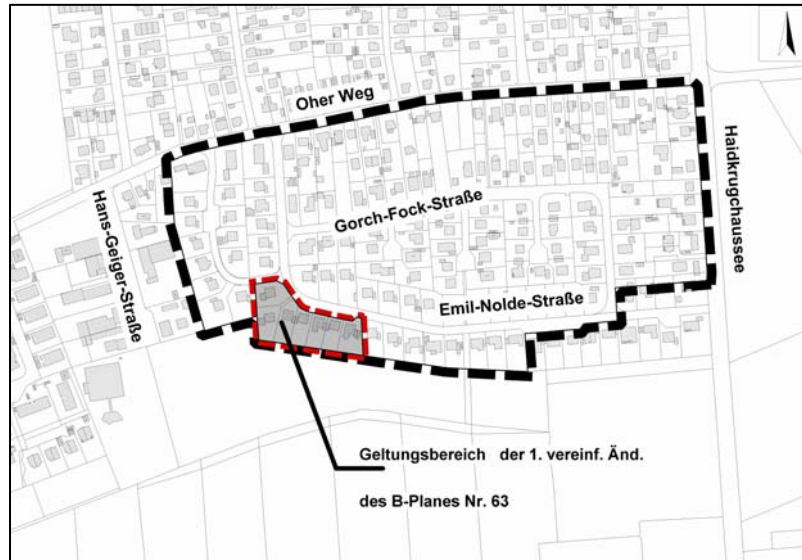 Oher Weg
Haidkrugchaussee
Hans-Geiger-Straße
Gorch-Fock-Straße
Emil-Nolde-Straße
Geltungsbereich der 1. vereinf. Änd.
des B-Planes Nr. 63